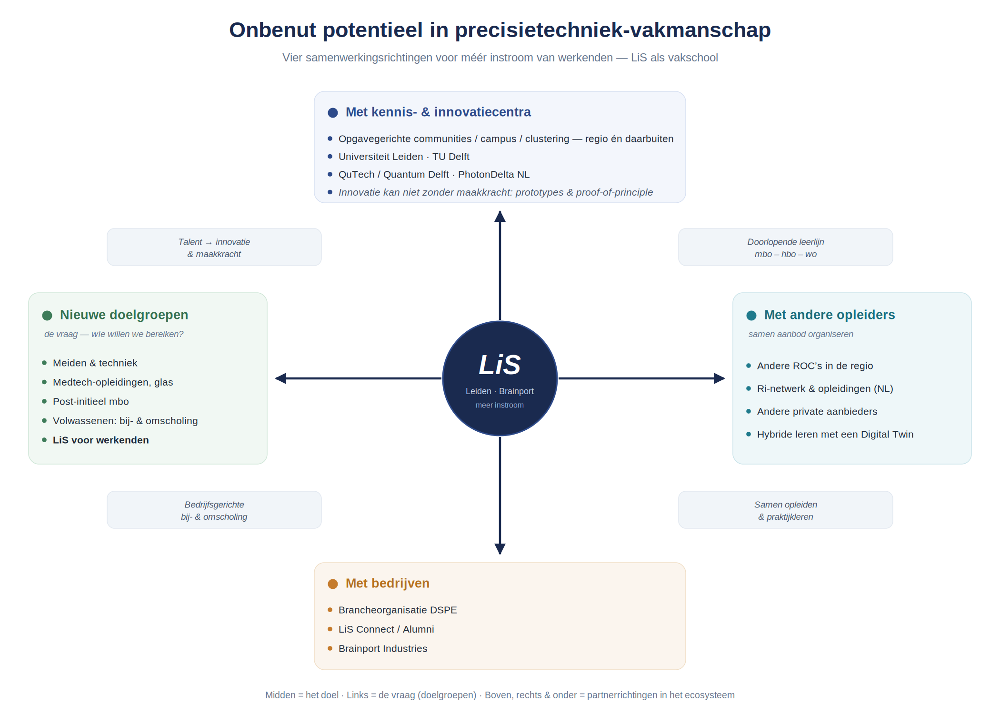 Onbenut potentieel in precisietechniek-vakmanschap
Vier samenwerkingsrichtingen voor méér instroom van werkenden — LiS als vakschool
Met kennis- & innovatiecentra
Opgavegerichte communities / campus / clustering — regio én daarbuiten
Universiteit Leiden · TU Delft
QuTech / Quantum Delft · PhotonDelta NL
Innovatie kan niet zonder maakkracht: prototypes & proof-of-principle
Talent → innovatie
& maakkracht
Doorlopende leerlijn
mbo – hbo – wo
Nieuwe doelgroepen
de vraag — wíe willen we bereiken?
Meiden & techniek
Medtech-opleidingen, glas
Post-initieel mbo
Volwassenen: bij- & omscholing
LiS voor werkenden
LiS
Leiden · Brainport
meer instroom
Met andere opleiders
samen aanbod organiseren
Andere ROC’s in de regio
Ri-netwerk & opleidingen (NL)
Andere private aanbieders
Hybride leren met een Digital Twin
Bedrijfsgerichte
bij- & omscholing
Samen opleiden
& praktijkleren
Met bedrijven
Brancheorganisatie DSPE
LiS Connect / Alumni
Brainport Industries
Midden = het doel · Links = de vraag (doelgroepen) · Boven, rechts & onder = partnerrichtingen in het ecosysteem